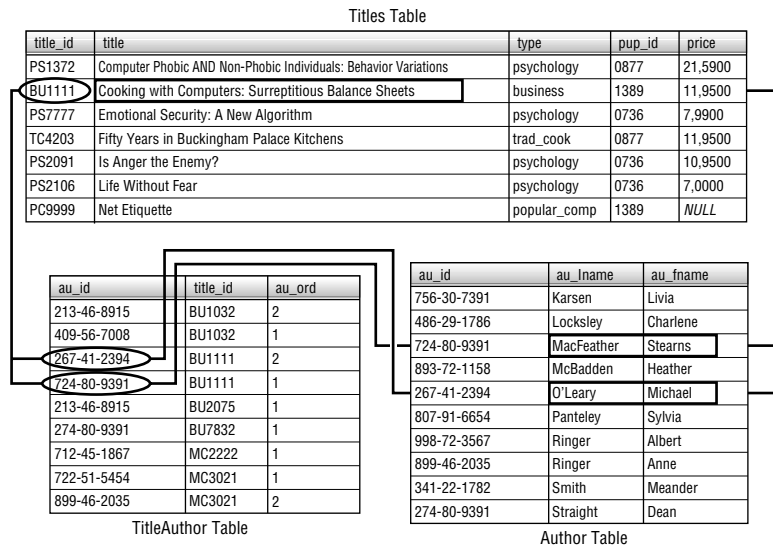 Titles Table
title_id title type pup_id price
PS1372 Computer Phobic AND Non-Phobic Individuals: Behavior Variations psychology 0877 21,5900
BU1111 Cooking with Computers: Surreptitious Balance Sheets business 1389 11,9500
PS7777 Emotional Security: A New Algorithm psychology 0736 7,9900
TC4203 Fifty Years in Buckingham Palace Kitchens trad_cook 0877 11,9500
PS2091 Is Anger the Enemy? psychology 0736 10,9500
PS2106 Life Without Fear psychology 0736 7,0000
PC9999 Net Etiquette popular_comp 1389 NULL
au_id title_id au_ord
213-46-8915 BU1032 2
409-56-7008 BU1032 1
267-41-2394 BU1111 2
724-80-9391 BU1111 1
213-46-8915 BU2075 1
274-80-9391 BU7832 1
712-45-1867 MC2222 1
722-51-5454 MC3021 1
899-46-2035 MC3021 2
TitleAuthor Table
au_id au_lname au_fname
756-30-7391 Karsen Livia
486-29-1786 Locksley Charlene
724-80-9391 MacFeather Stearns
893-72-1158 McBadden Heather
267-41-2394 O'Leary Michael
807-91-6654 Panteley Sylvia
998-72-3567 Ringer Albert
899-46-2035 Ringer Anne
341-22-1782 Smith Meander
274-80-9391 Straight Dean
Author Table